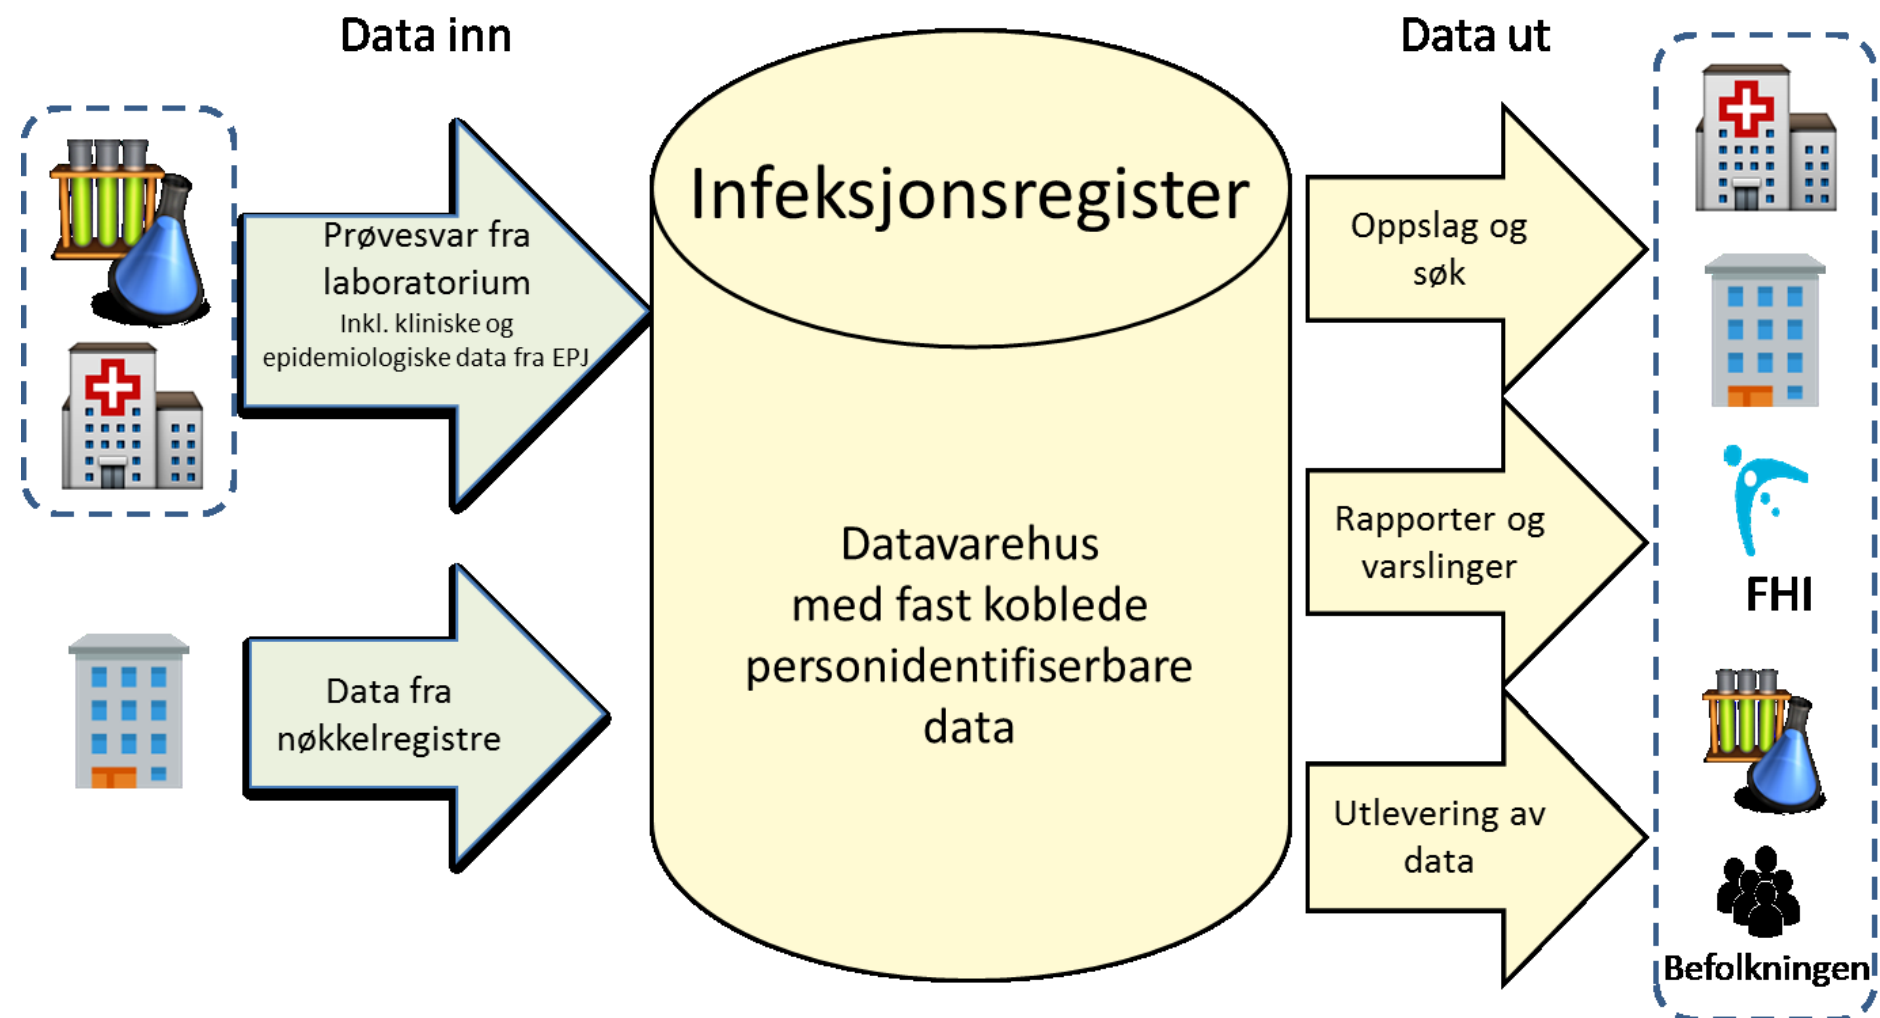 Data inn
Prøvesvar fra
laboratorium
Inkl. kliniske og
epidemiologiske data fra EPJ
Data fra
nøkkelregistre
Infeksjonsregister
Datavarehus
med fast koblede
personidentifiserbare
data
Data ut
Oppslag og
søk
Rapporter og
varslinger
Utlevering av
data
FHI
Befolkningen